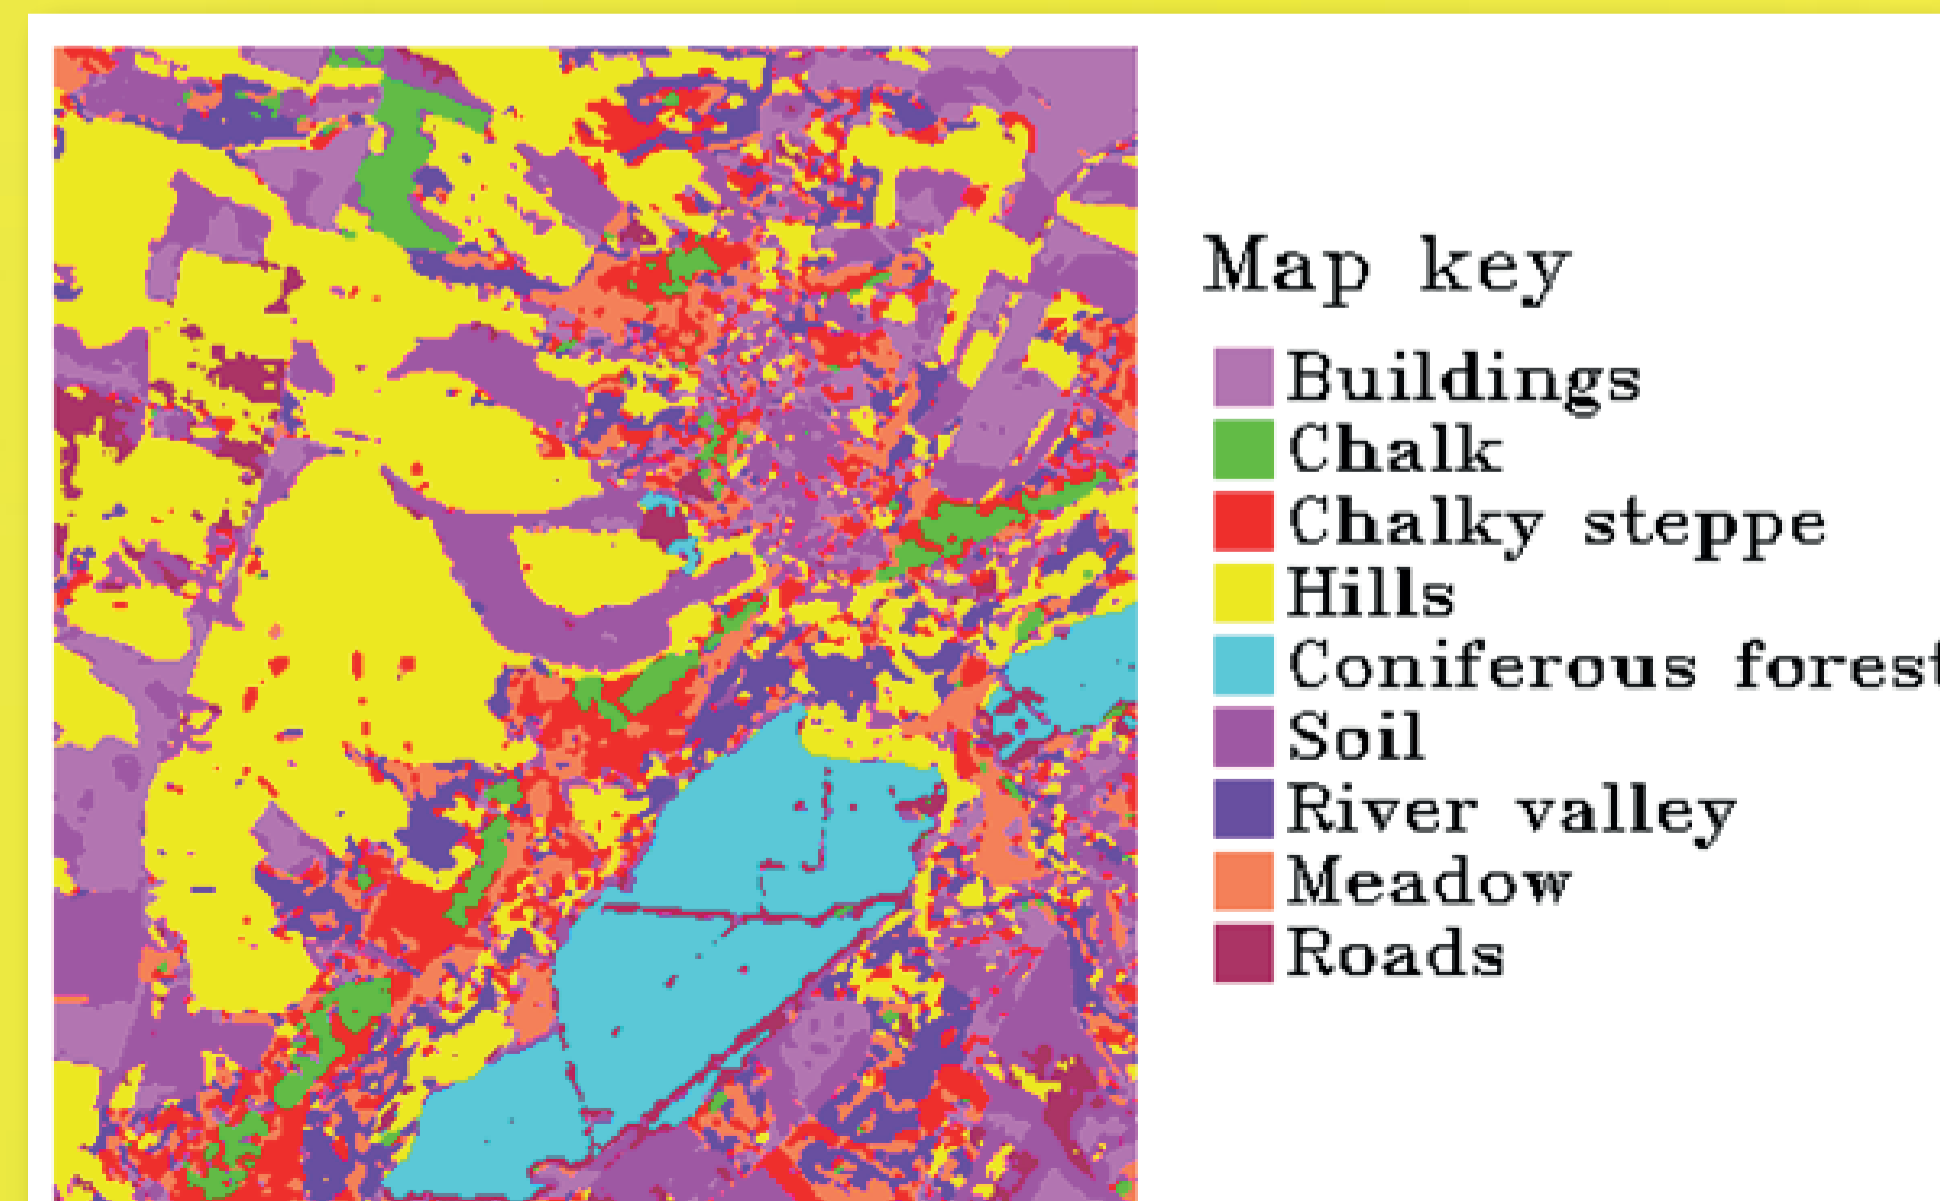 Map key
Buildings
Chalk
Chalky steppe
Hills
Coniferous forest
Soil
River valley
Meadow
Roads